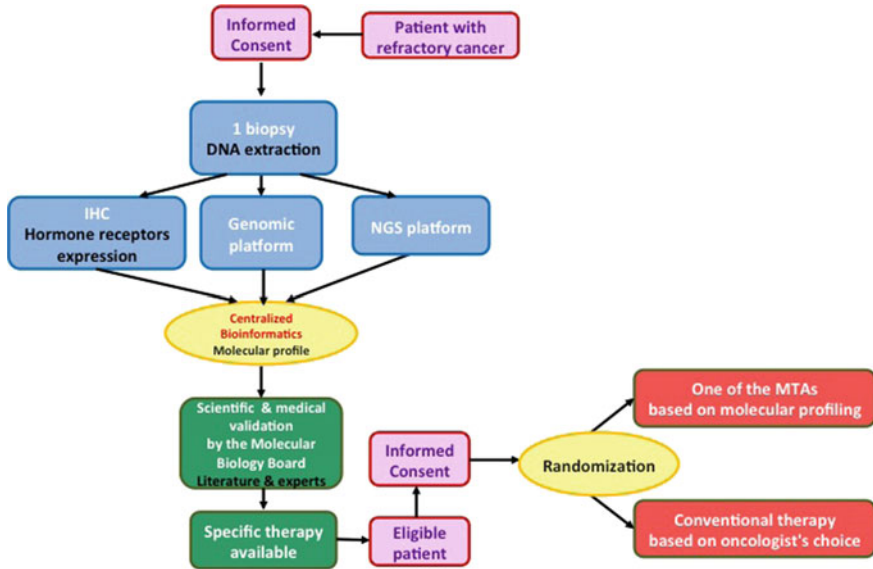 Informed
Consent
Patient with
refractory cancer
1 biopsy
DNA extraction
IHC
Hormone receptors
expression
Genomic
platform
NGS platform
Centralized
Bioinformatics
Molecular profile
Scientific & medical
validation
by the Molecular
Biology Board
Literature & experts
Specific therapy
available
Eligible
patient
Informed
Consent
Randomization
One of the MTAs
based on molecular profiling
Conventional therapy
based on oncologist's choice